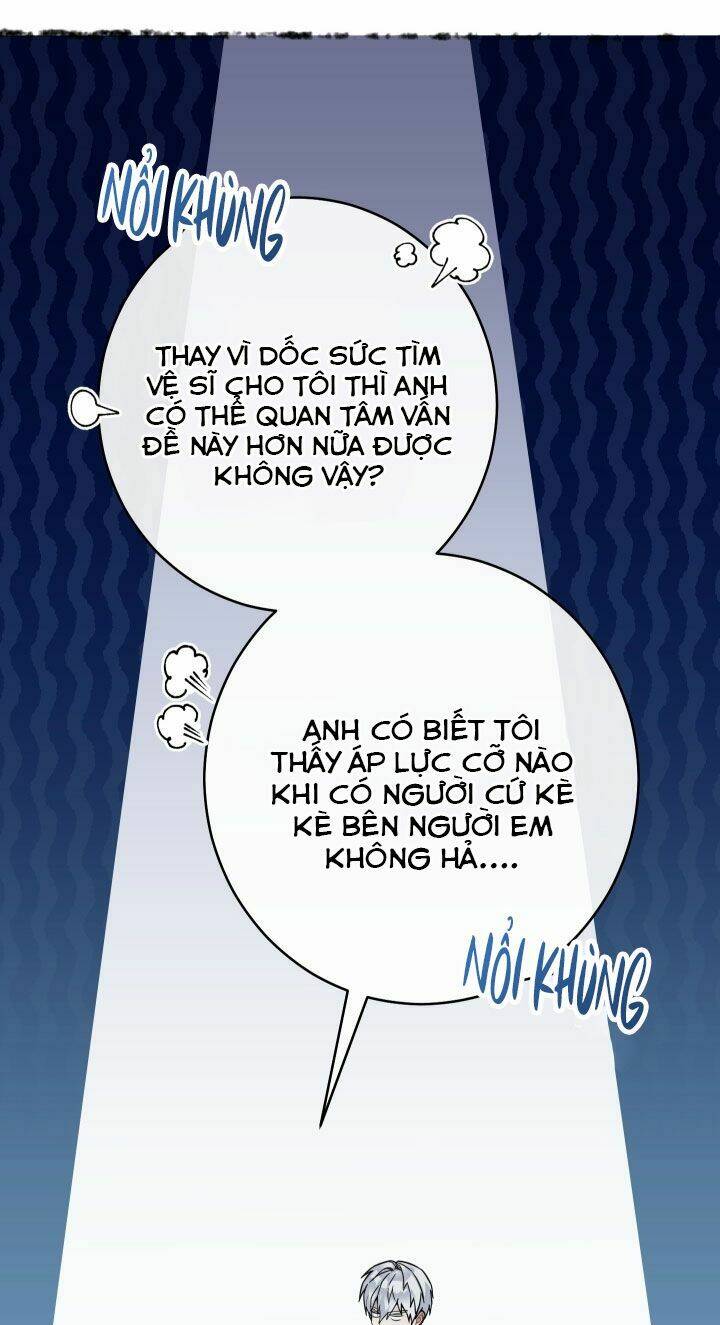 NỔI KHÙNG
THAY VÌ DỐC SỨC TÌM
VỆ SĨ CHO TÔI THÌ ANH
CÓ THỂ QUAN TÂM VẤN
ĐỀ NÀY HƠN NỮA ĐƯỢC
KHÔNG VẬY?
ANH CÓ BIẾT TÔI
THẤY ÁP LỰC CỠ NÀO
KHI CÓ NGƯỜI CỨ KÈ
KÈ BÊN NGƯỜI EM
KHÔNG HẢ....
NỔI KHÙNG